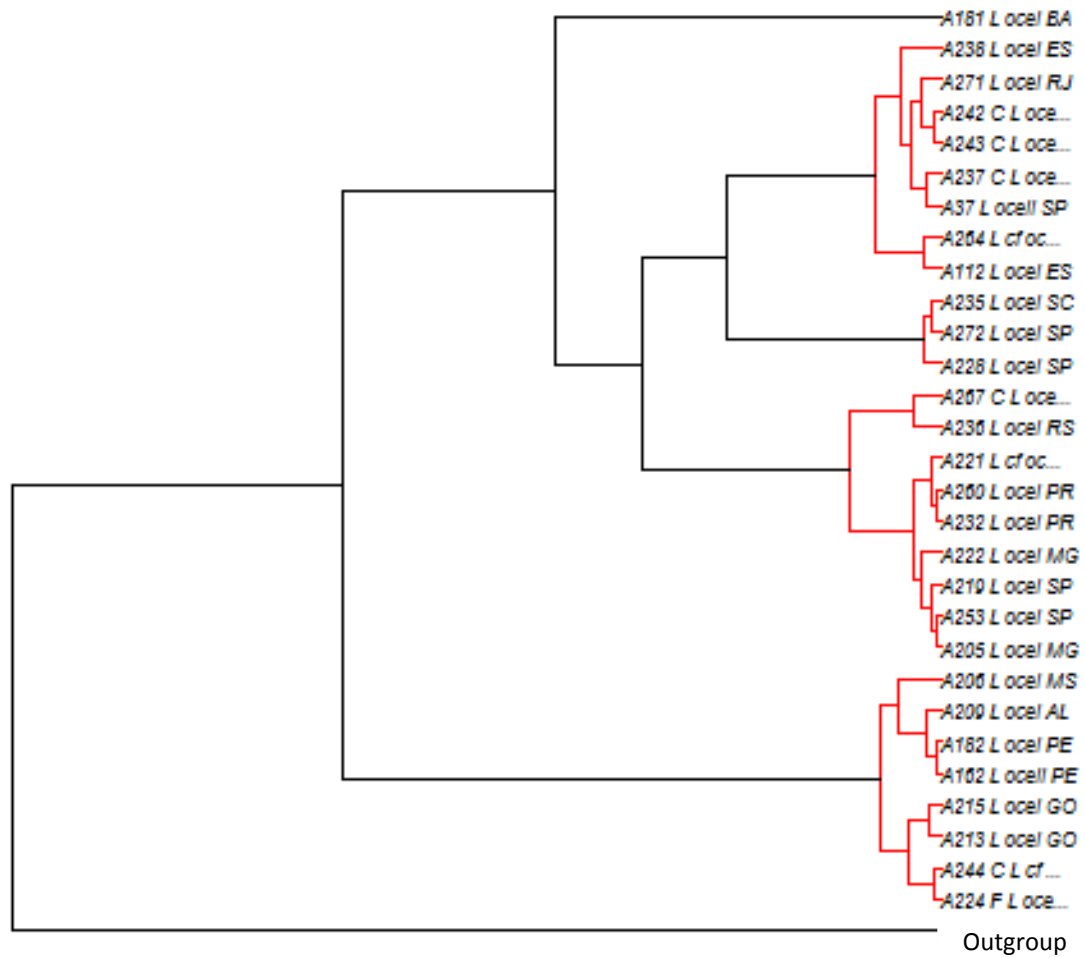 A181 L ocel BA
A238 L ocel ES
A271 L ocel RJ
A242 C L oce...
A243 C L oce...
A237 C L oce...
A37 L ocell SP
A264 L cf oc...
A112 L ocel ES
A235 L ocel SC
A272 L ocel SP
A228 L ocel SP
A267 C L oce...
A236 L ocel RS
A221 L cf oc...
A260 L ocel PR
A232 L ocel PR
A222 L ocel MG
A219 L ocel SP
A253 L ocel SP
A205 L ocel MG
A206 L ocel MS
A209 L ocel AL
A182 L ocel PE
A162 L ocell PE
A215 L ocel GO
A213 L ocel GO
A244 C L cf ...
A224 F L oce...
Outgroup